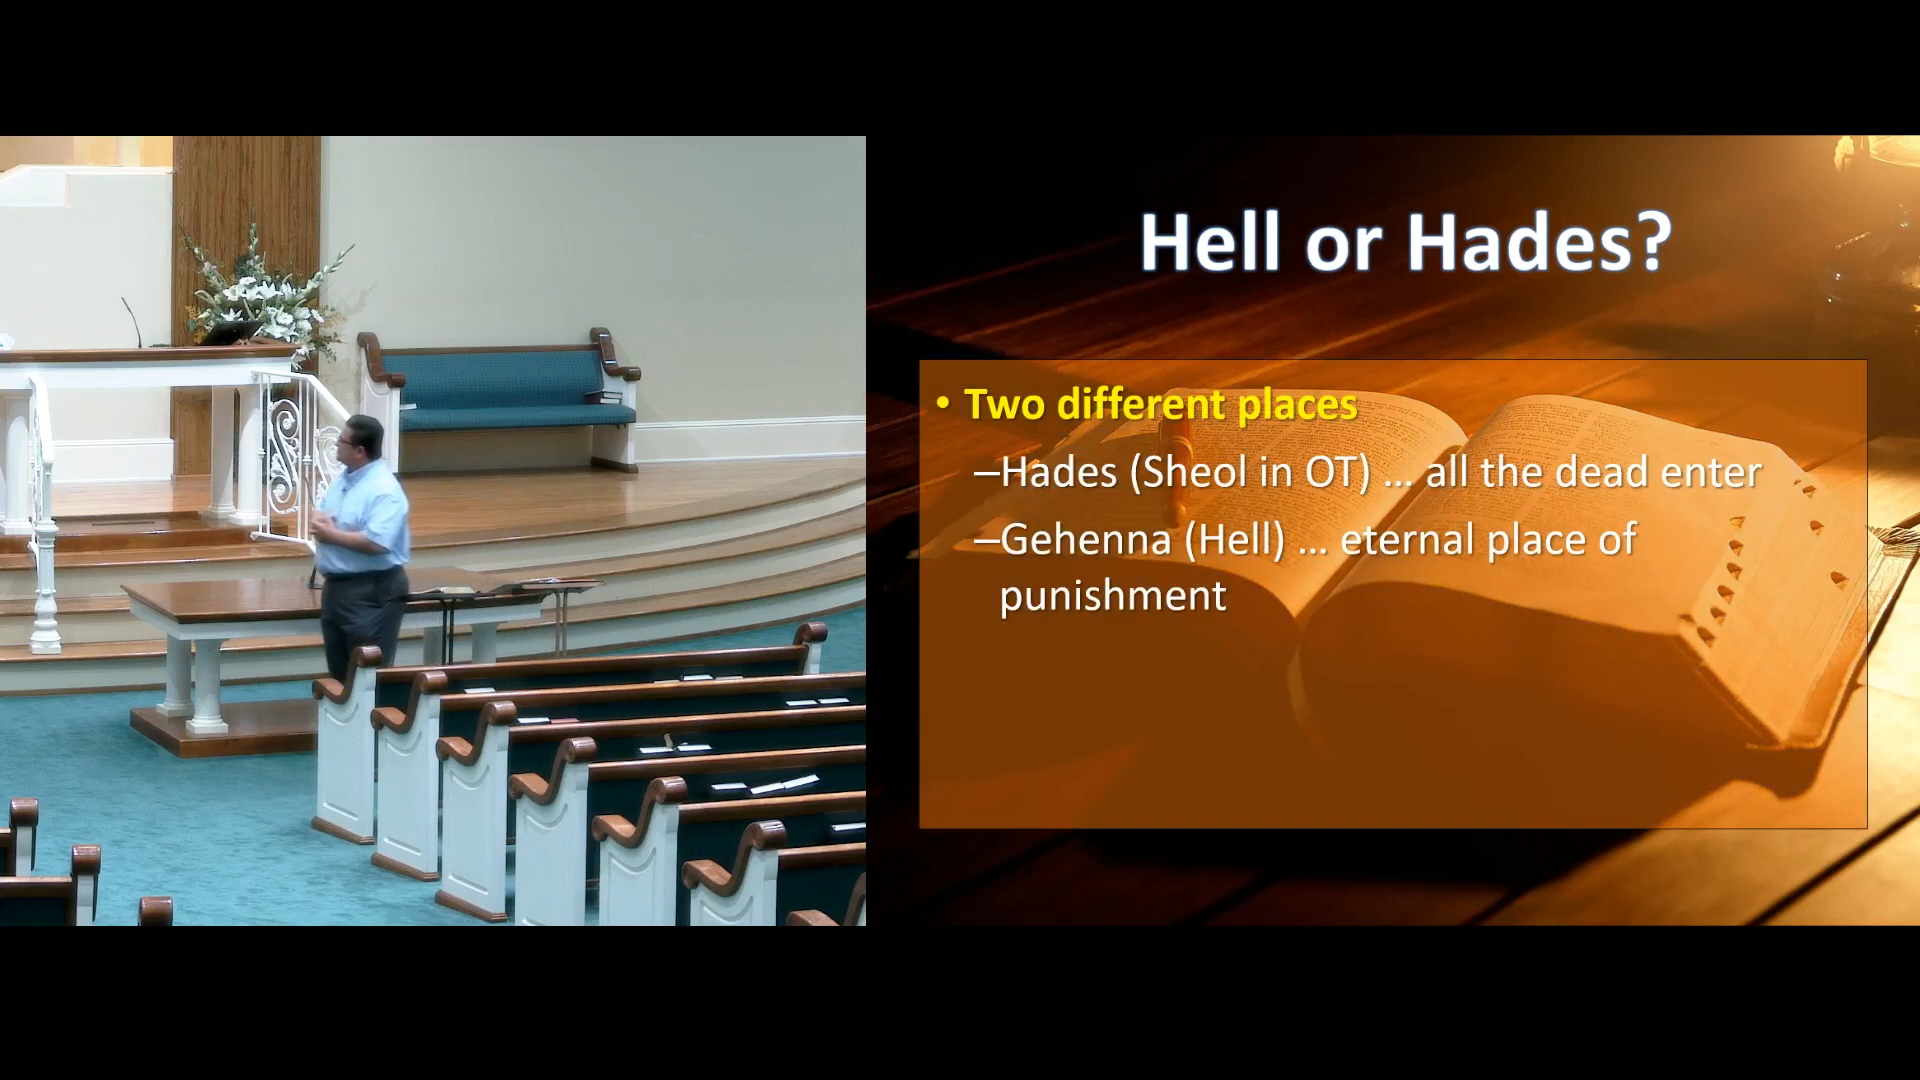 Hell or Hades?
• Two different places
–Hades (Sheol in OT) ... all the dead enter
–Gehenna (Hell) ... eternal place of
punishment